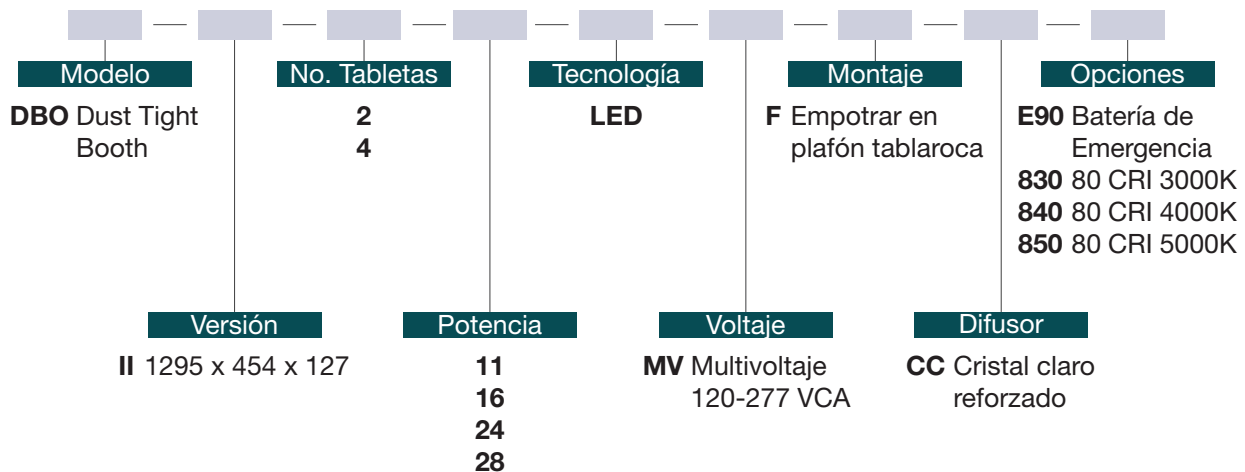 Modelo
DBO Dust Tight
Booth
No. Tabletas
2
4
Tecnología
LED
Montaje
F Empotrar en
plafón tablaroca
Opciones
E90 Batería de
Emergencia
830 80 CRI 3000K
840 80 CRI 4000K
850 80 CRI 5000K
Versión
II 1295 x 454 x 127
Potencia
11
16
24
28
Voltaje
MV Multivoltaje
120-277 VCA
Difusor
CC Cristal claro
reforzado